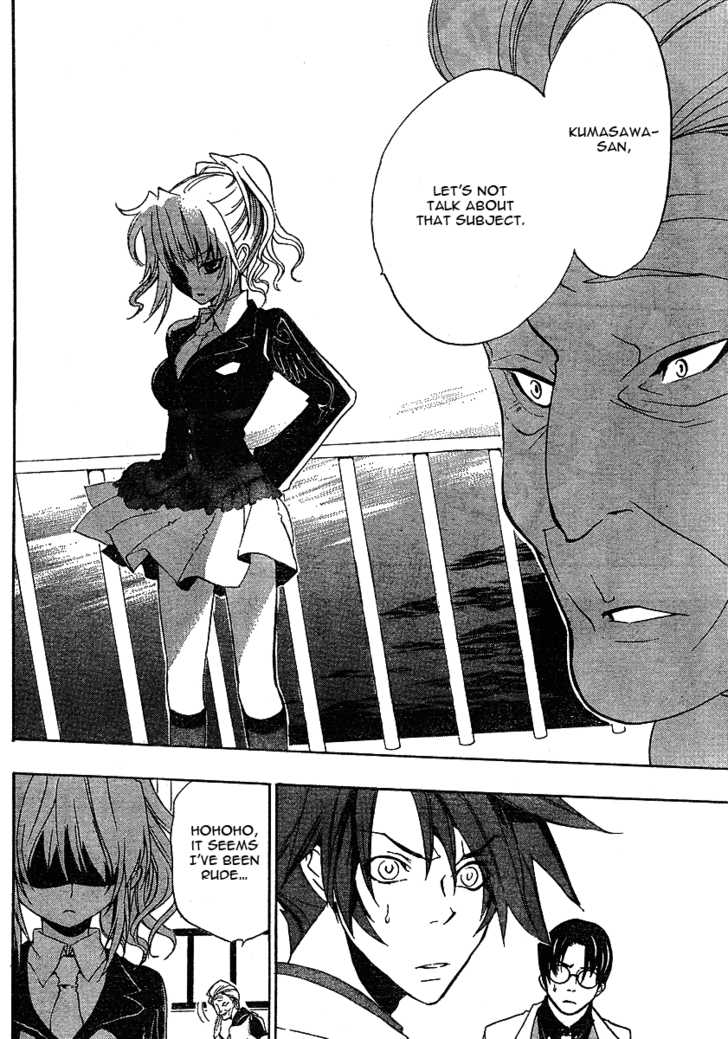 KUMASAWA-
SAN,
LET'S NOT
TALK ABOUT
THAT SUBJECT.
HOHOHO,
IT SEEMS
I'VE BEEN
RUDE...